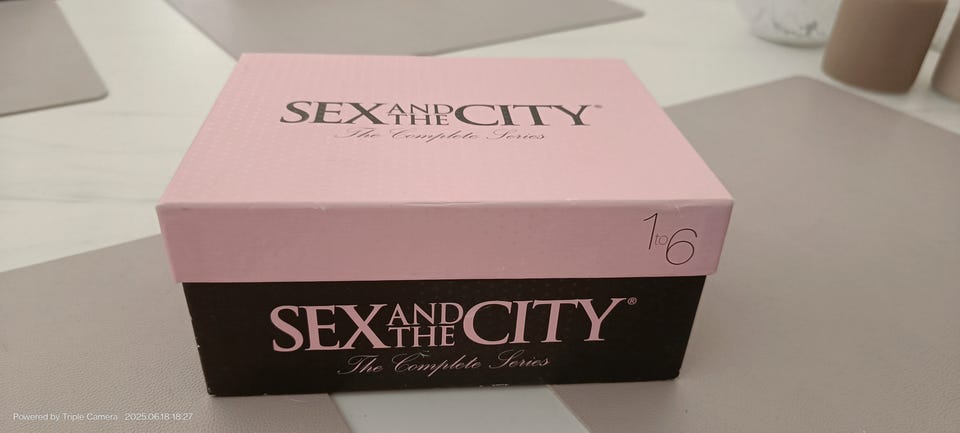 SEX AND THE CITY®
The Complete Series
1 to 6
SEX AND THE CITY®
The Complete Series
Powered by Triple Camera 2025.06.18 18:27